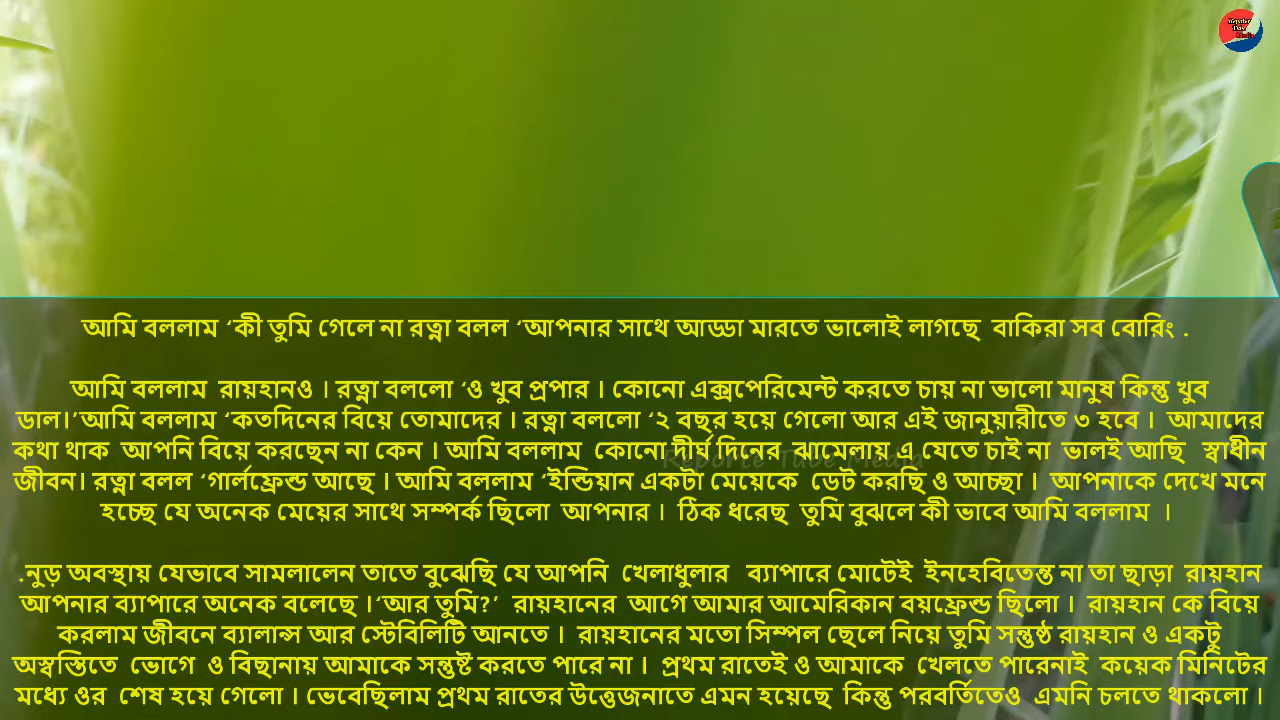 আমি বললাম ‘কী তুমি গেলে না রত্না বলল ‘আপনার সাথে আড্ডা মারতে ভালোই লাগছে বাকিরা সব বোরিং .
আমি বললাম রায়হানও । রত্না বললো ‘ও খুব প্রপার । কোনো এক্সপেরিমেন্ট করতে চায় না ভালো মানুষ কিন্তু খুব
ডাল।’আমি বললাম ‘কতদিনের বিয়ে তোমাদের । রত্না বললো ‘২ বছর হয়ে গেলো আর এই জানুয়ারীতে ৩ হবে । আমাদের
কথা থাক আপনি বিয়ে করছেন না কেন । আমি বললাম কোনো দীর্ঘ দিনের ঝামেলায় এ যেতে চাই না ভালই আছি স্বাধীন
জীবন। রত্না বলল ‘গার্লফ্রেন্ড আছে । আমি বললাম ‘ইন্ডিয়ান একটা মেয়েকে ডেট করছি ও আচ্ছা । আপনাকে দেখে মনে
হচ্ছে যে অনেক মেয়ের সাথে সম্পর্ক ছিলো আপনার । ঠিক ধরেছ তুমি বুঝলে কী ভাবে আমি বললাম ।
.নুড় অবস্থায় যেভাবে সামলালেন তাতে বুঝেছি যে আপনি খেলাধুলার ব্যাপারে মোটেই ইনহেবিতেন্ত না তা ছাড়া রায়হান
আপনার ব্যাপারে অনেক বলেছে ।‘আর তুমি?’ রায়হানের আগে আমার আমেরিকান বয়ফ্রেন্ড ছিলো । রায়হান কে বিয়ে
করলাম জীবনে ব্যালান্স আর স্টেবিলিটি আনতে । রায়হানের মতো সিম্পল ছেলে নিয়ে তুমি সন্তুষ্ঠ রায়হান ও একটু
অস্বস্তিতে ভোগে ও বিছানায় আমাকে সন্তুষ্ট করতে পারে না । প্রথম রাতেই ও আমাকে খেলতে পারেনাই কয়েক মিনিটের
মধ্যে ওর শেষ হয়ে গেলো । ভেবেছিলাম প্রথম রাতের উত্তেজনাতে এমন হয়েছে কিন্তু পরবর্তিতেও এমনি চলতে থাকলো ।
Reporte Tube Media